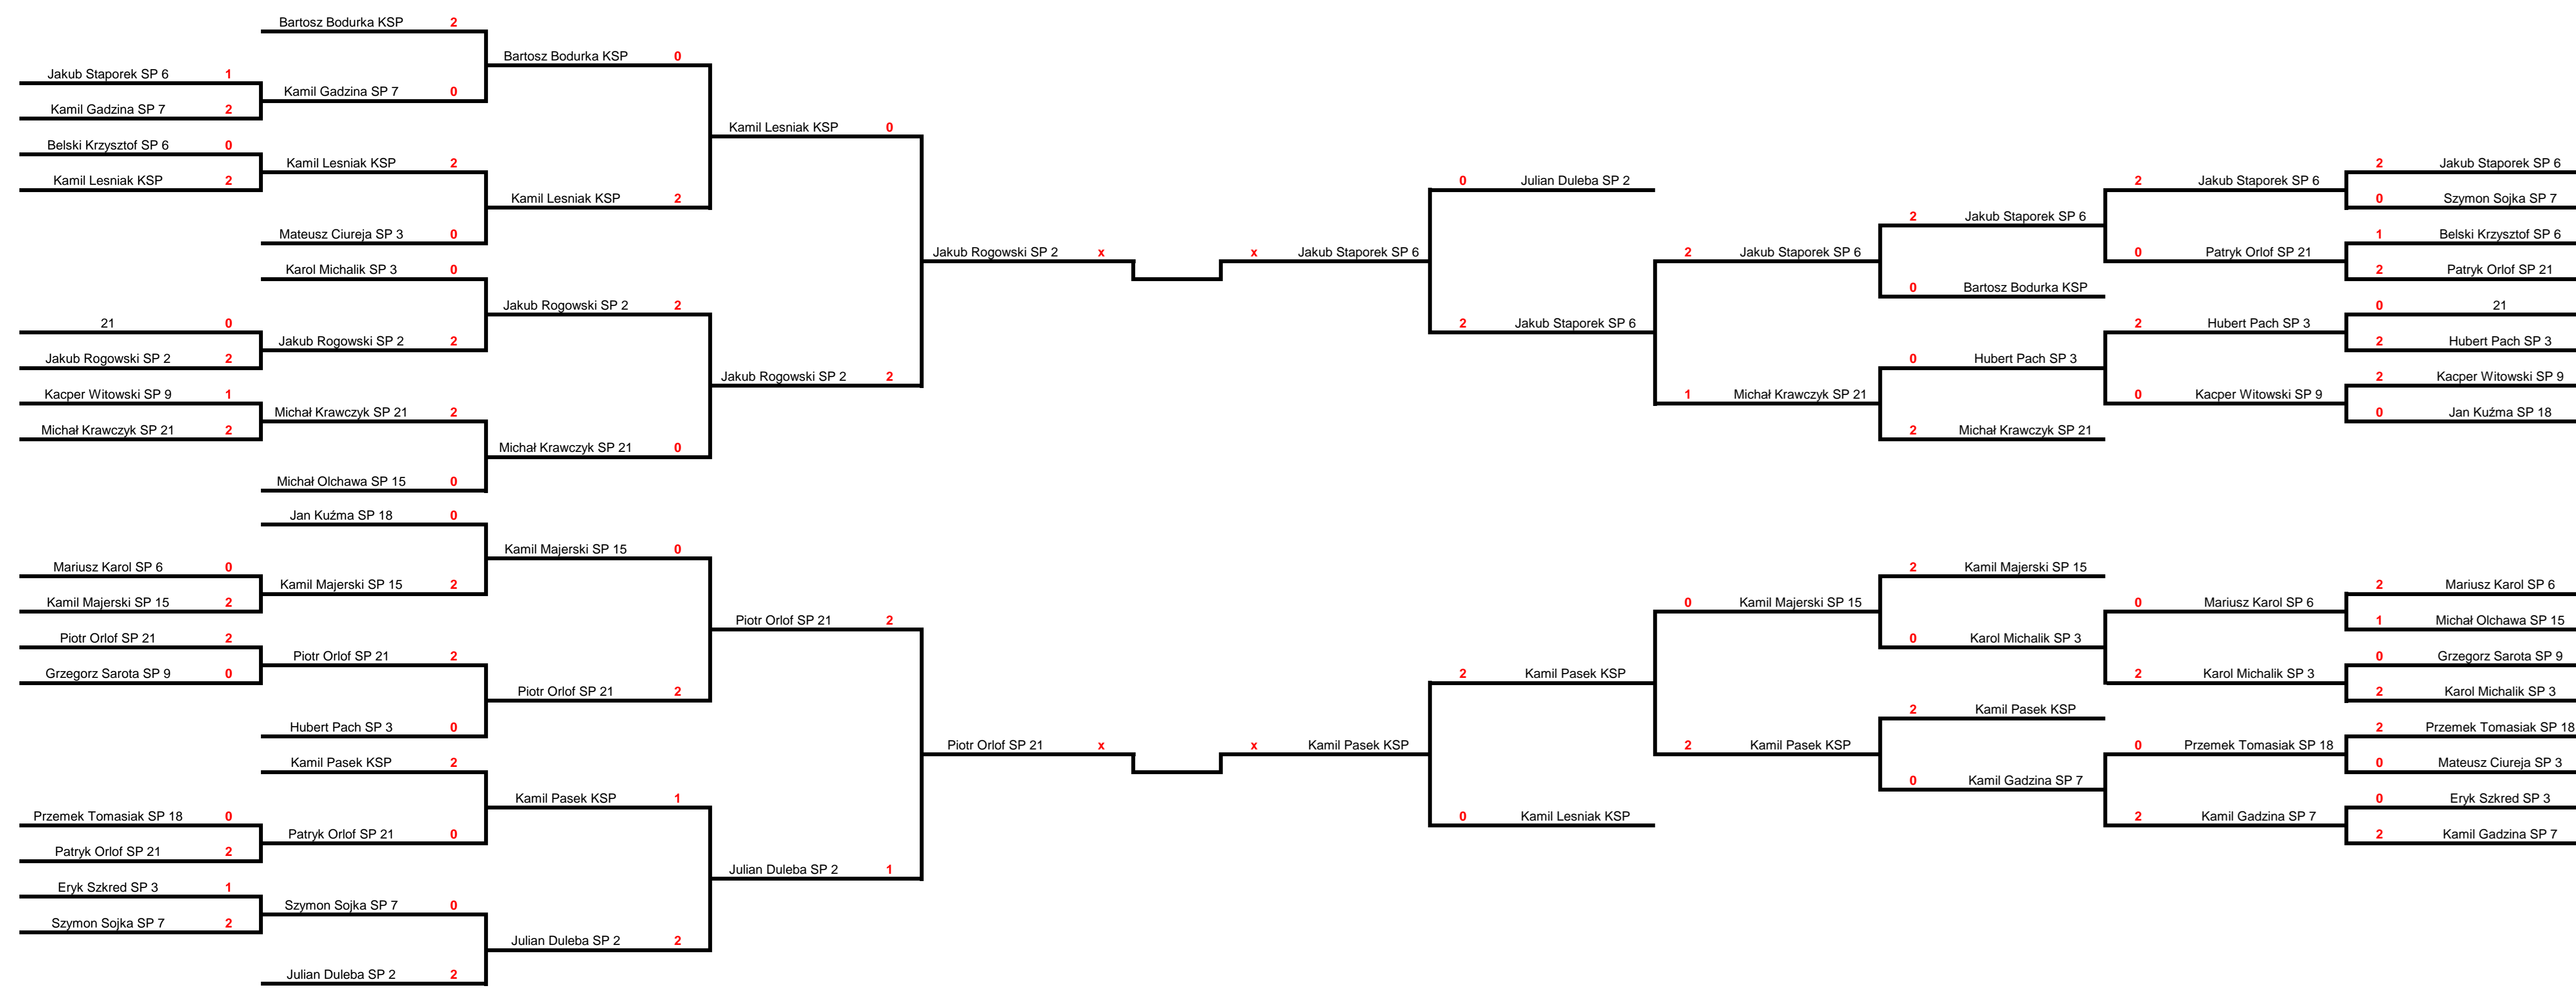 Bartosz Bodurka KSP 2
Bartosz Bodurka KSP 0
Jakub Staporek SP 6 1
Kamil Gadzina SP 7 0
Kamil Gadzina SP 7 2
Kamil Lesniak KSP 0
Belski Krzysztof SP 6 0
Kamil Lesniak KSP 2
Kamil Lesniak KSP 2
Kamil Lesniak KSP 2
Mateusz Ciureja SP 3 0
Jakub Rogowski SP 2 x
Karol Michalik SP 3 0
Jakub Rogowski SP 2 2
21 0
Jakub Rogowski SP 2 2
Jakub Rogowski SP 2 2
Jakub Rogowski SP 2 2
Kacper Witowski SP 9 1
Michał Krawczyk SP 21 2
Michał Krawczyk SP 21 2
Michał Krawczyk SP 21 0
Michał Olchawa SP 15 0
Jan Kuźma SP 18 0
Kamil Majerski SP 15 0
Mariusz Karol SP 6 0
Kamil Majerski SP 15 2
Kamil Majerski SP 15 2
Piotr Orlof SP 21 2
Piotr Orlof SP 21 2
Piotr Orlof SP 21 2
Grzegorz Sarota SP 9 0
Piotr Orlof SP 21 2
Hubert Pach SP 3 0
Piotr Orlof SP 21 x
Kamil Pasek KSP 2
Kamil Pasek KSP 1
Przemek Tomasiak SP 18 0
Patryk Orlof SP 21 0
Patryk Orlof SP 21 2
Julian Duleba SP 2 1
Eryk Szkred SP 3 1
Szymon Sojka SP 7 0
Szymon Sojka SP 7 2
Julian Duleba SP 2 2
Julian Duleba SP 2 2
x Jakub Staporek SP 6
0 Julian Duleba SP 2
2 Jakub Staporek SP 6
2 Jakub Staporek SP 6
1 Michał Krawczyk SP 21
2 Jakub Staporek SP 6
0 Bartosz Bodurka KSP
0 Hubert Pach SP 3
2 Michał Krawczyk SP 21
2 Jakub Staporek SP 6
0 Patryk Orlof SP 21
2 Hubert Pach SP 3
0 Kacper Witowski SP 9
2 Jakub Staporek SP 6
0 Szymon Sojka SP 7
1 Belski Krzysztof SP 6
2 Patryk Orlof SP 21
0 21
2 Hubert Pach SP 3
2 Kacper Witowski SP 9
0 Jan Kuźma SP 18
x Kamil Pasek KSP
2 Kamil Pasek KSP
0 Kamil Lesniak KSP
0 Kamil Majerski SP 15
2 Kamil Pasek KSP
2 Kamil Majerski SP 15
0 Karol Michalik SP 3
2 Kamil Pasek KSP
0 Kamil Gadzina SP 7
0 Mariusz Karol SP 6
2 Karol Michalik SP 3
0 Przemek Tomasiak SP 18
2 Kamil Gadzina SP 7
2 Mariusz Karol SP 6
1 Michał Olchawa SP 15
0 Grzegorz Sarota SP 9
2 Karol Michalik SP 3
2 Przemek Tomasiak SP 18
0 Mateusz Ciureja SP 3
0 Eryk Szkred SP 3
2 Kamil Gadzina SP 7